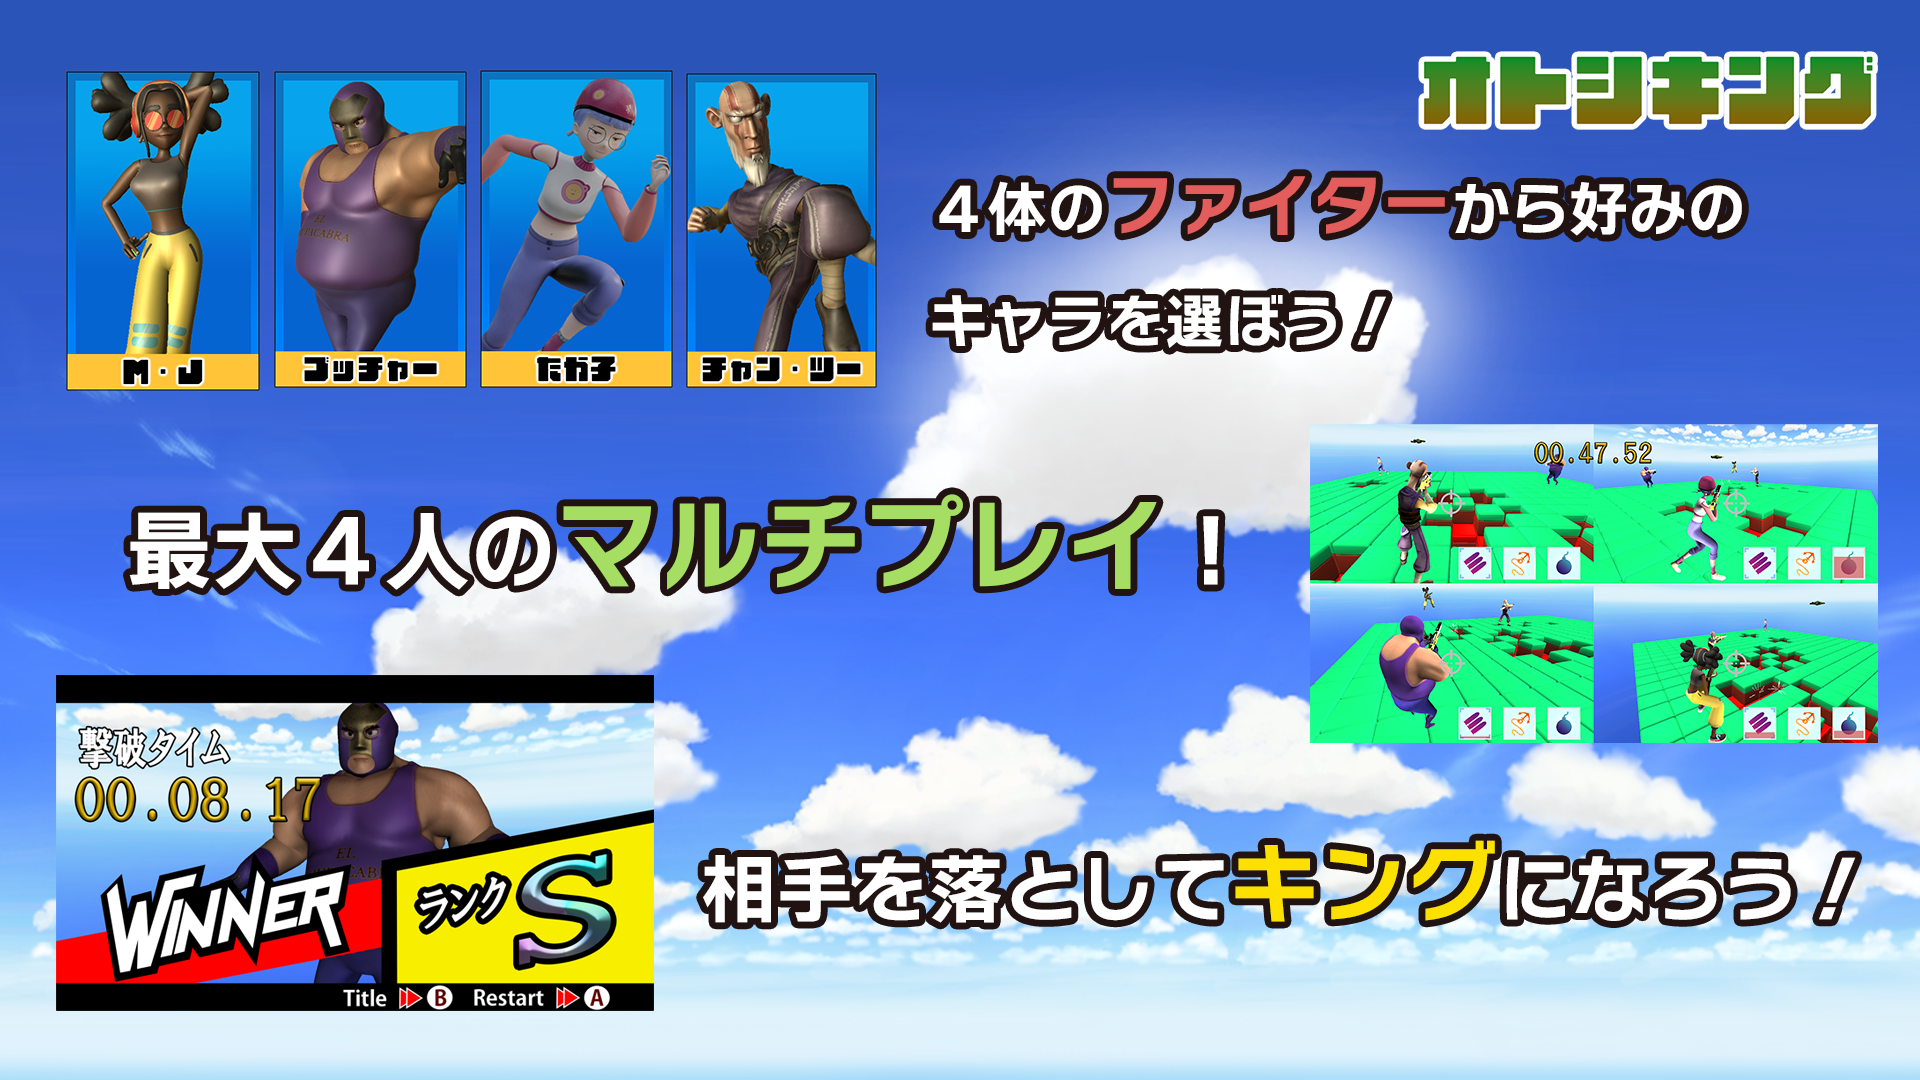 オトシキング
M・J
ブッチャー
たか子
チャン・ツー
4体のファイターから好みの
キャラを選ぼう！
00.47.52
最大4人のマルチプレイ！
撃破タイム
00.08.17
EL
WINNER
ランク S
Title B Restart A
相手を落としてキングになろう！